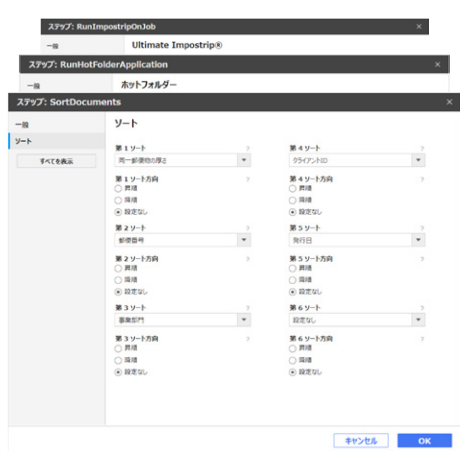 ステップ: RunImpostripOnJob
×
一般
Ultimate Impostrip®
ステップ: RunHotFolderApplication
×
一般
ホットフォルダー
ステップ: SortDocuments
×
一般
ソート
すべてを表示
ソート
第 1 ソート
?
同一郵便物の厚さ
第 1 ソート方向
?
昇順
降順
設定なし
第 2 ソート
?
郵便番号
第 2 ソート方向
?
昇順
降順
設定なし
第 3 ソート
?
事業部門
第 3 ソート方向
?
昇順
降順
設定なし
第 4 ソート
?
クライアントID
第 4 ソート方向
?
昇順
降順
設定なし
第 5 ソート
?
発行日
第 5 ソート方向
?
昇順
降順
設定なし
第 6 ソート
?
設定なし
第 6 ソート方向
?
昇順
降順
設定なし
キャンセル
OK